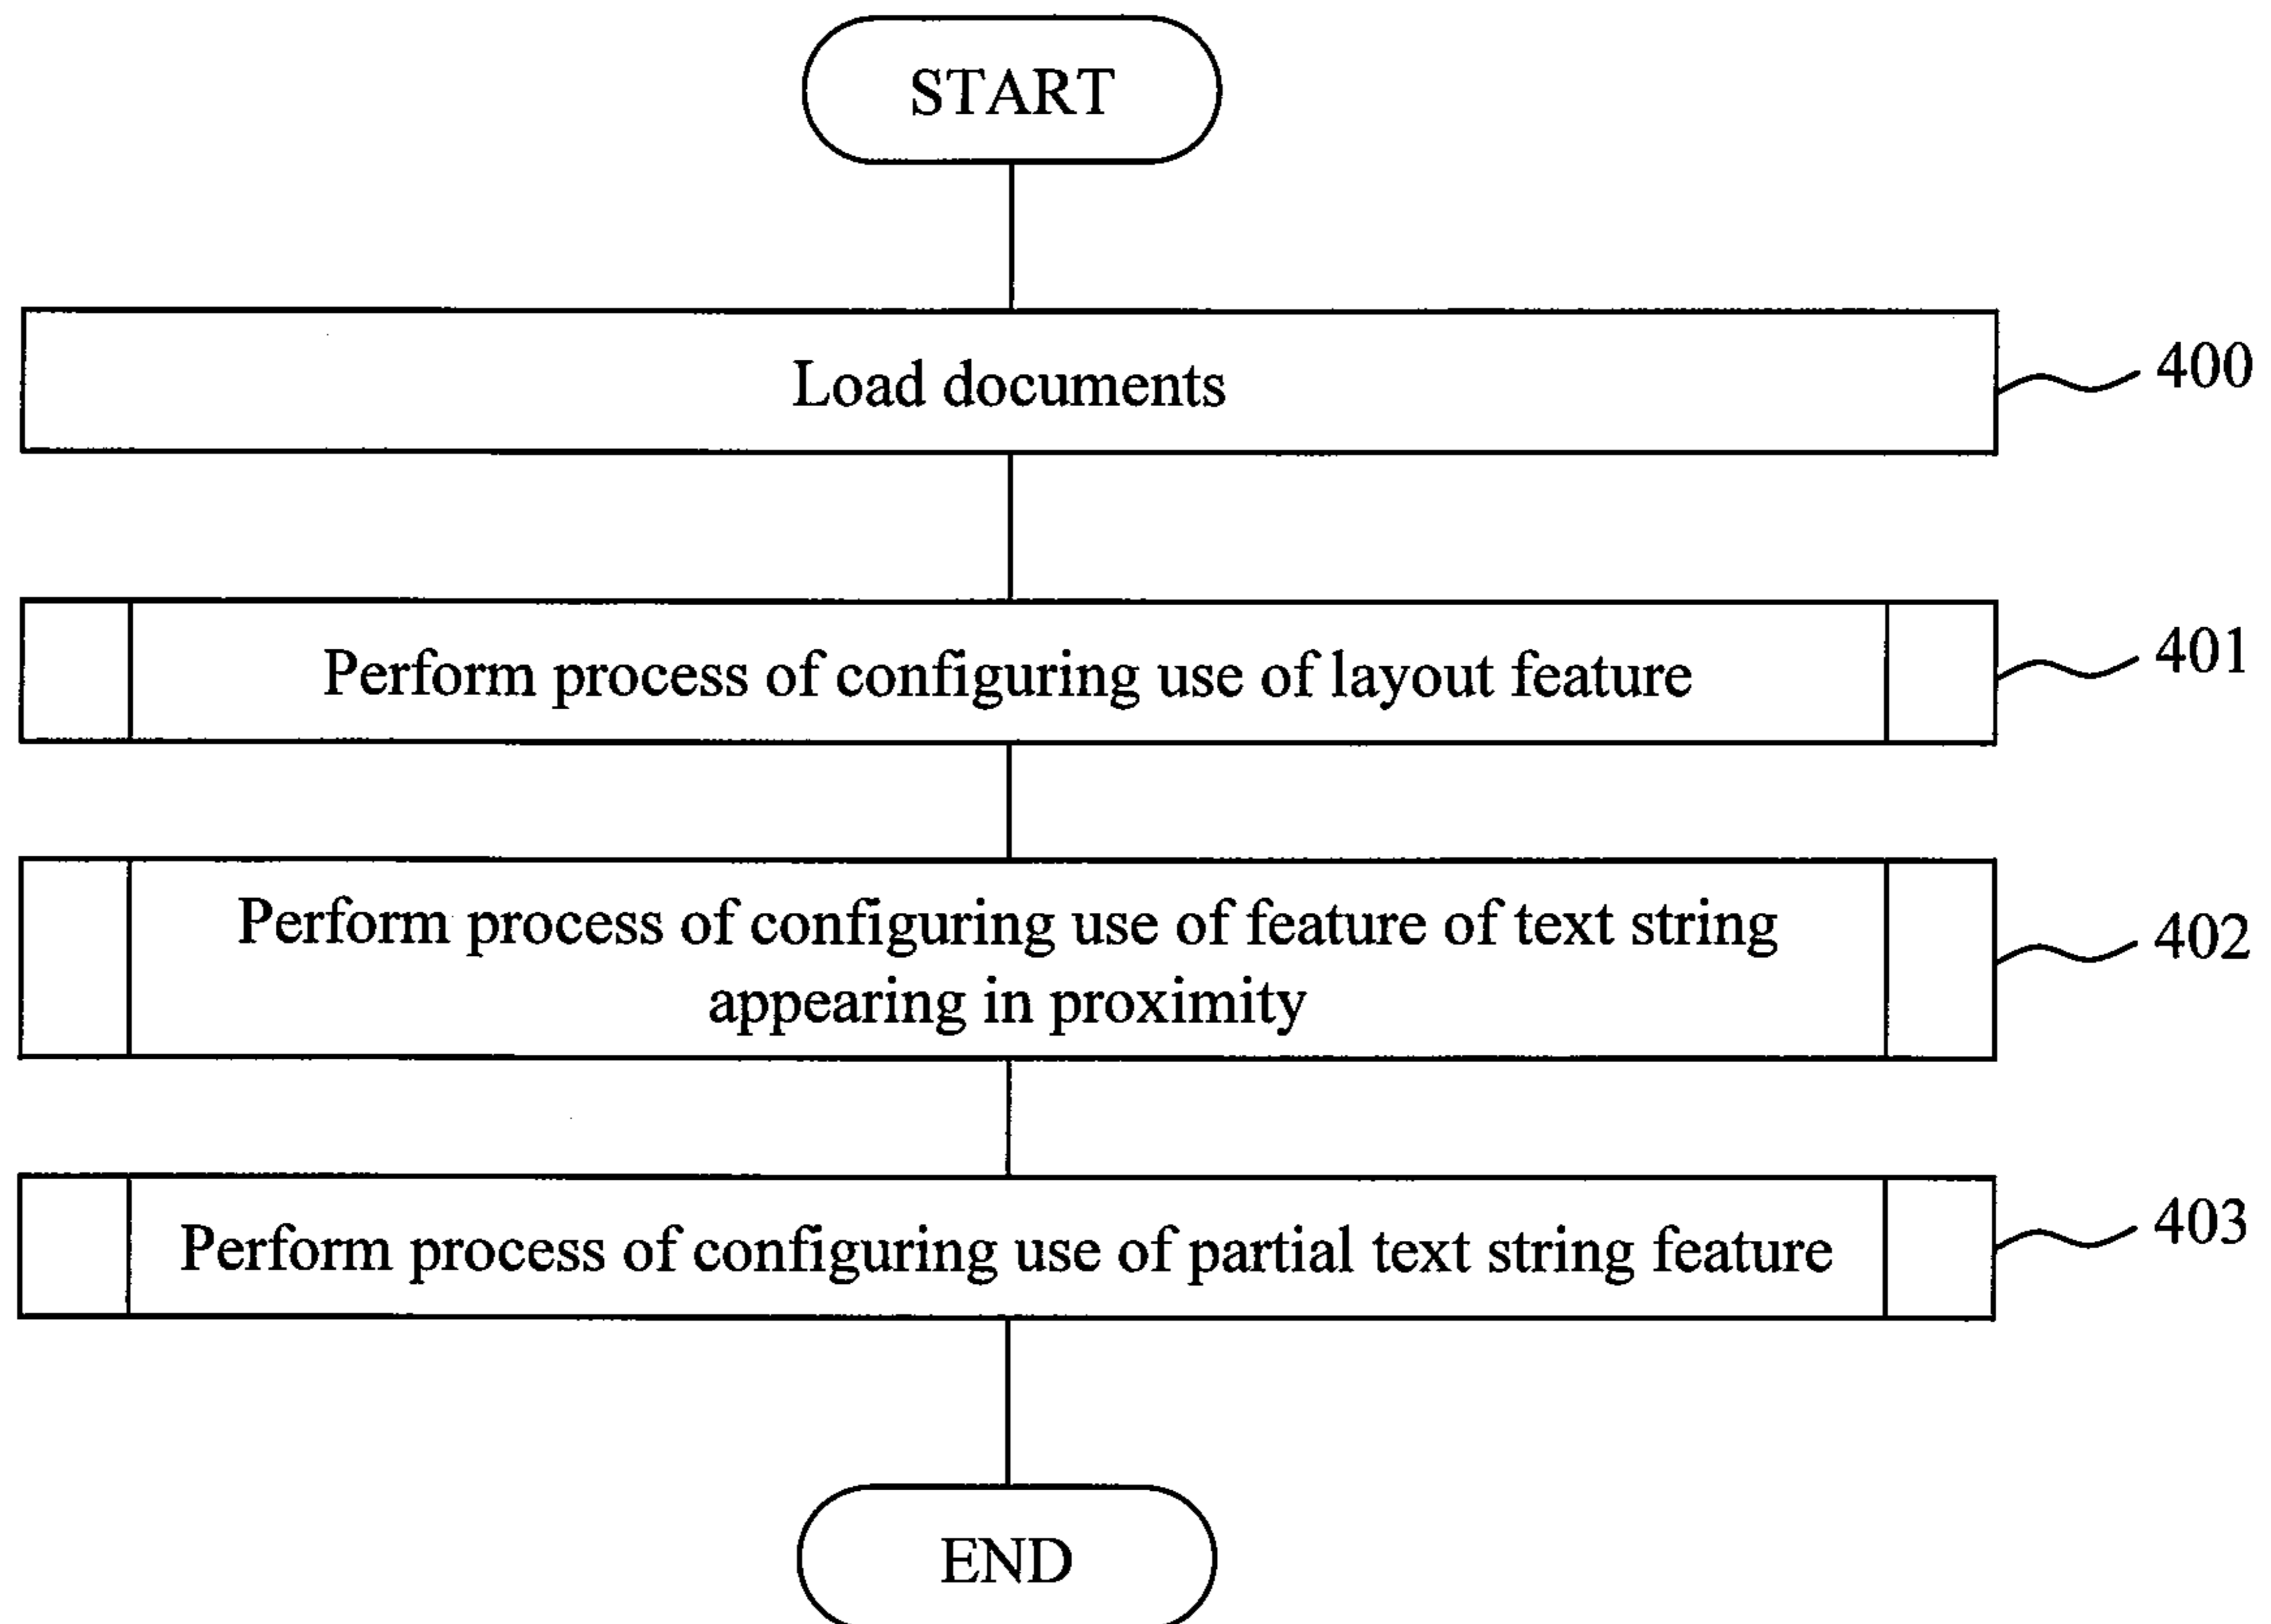 START
Load documents
400
Perform process of configuring use of layout feature
401
Perform process of configuring use of feature of text string
appearing in proximity
402
Perform process of configuring use of partial text string feature
403
END